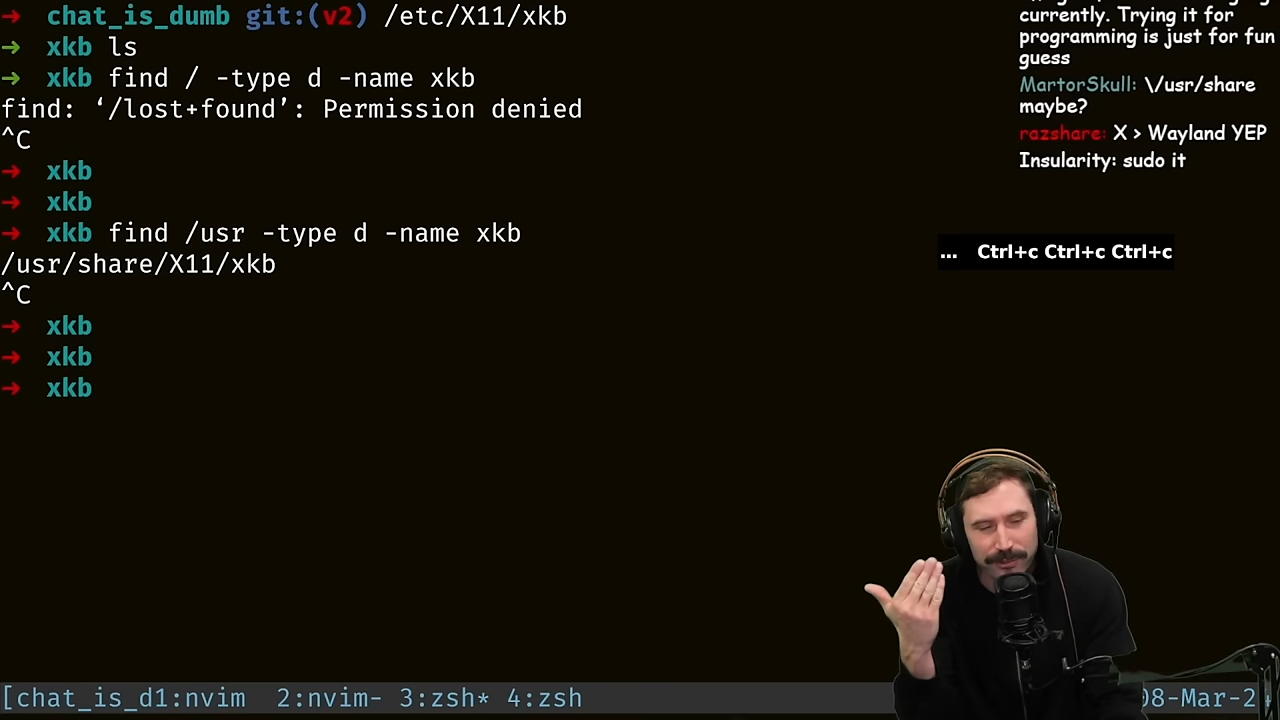 ➜ chat_is_dumb git:(v2) /etc/X11/xkb
➜ xkb ls
➜ xkb find / -type d -name xkb
find: ‘/lost+found’: Permission denied
^C
➜ xkb
➜ xkb
➜ xkb find /usr -type d -name xkb
/usr/share/X11/xkb
^C
➜ xkb
➜ xkb
➜ xkb
currently. Trying it for
programming is just for fun
guess
MartorSkull: \/usr/share
maybe?
razshare: X > Wayland YEP
Insularity: sudo it
... Ctrl+c Ctrl+c Ctrl+c
[chat_is_d1:nvim 2:nvim- 3:zsh* 4:zsh
08-Mar-2